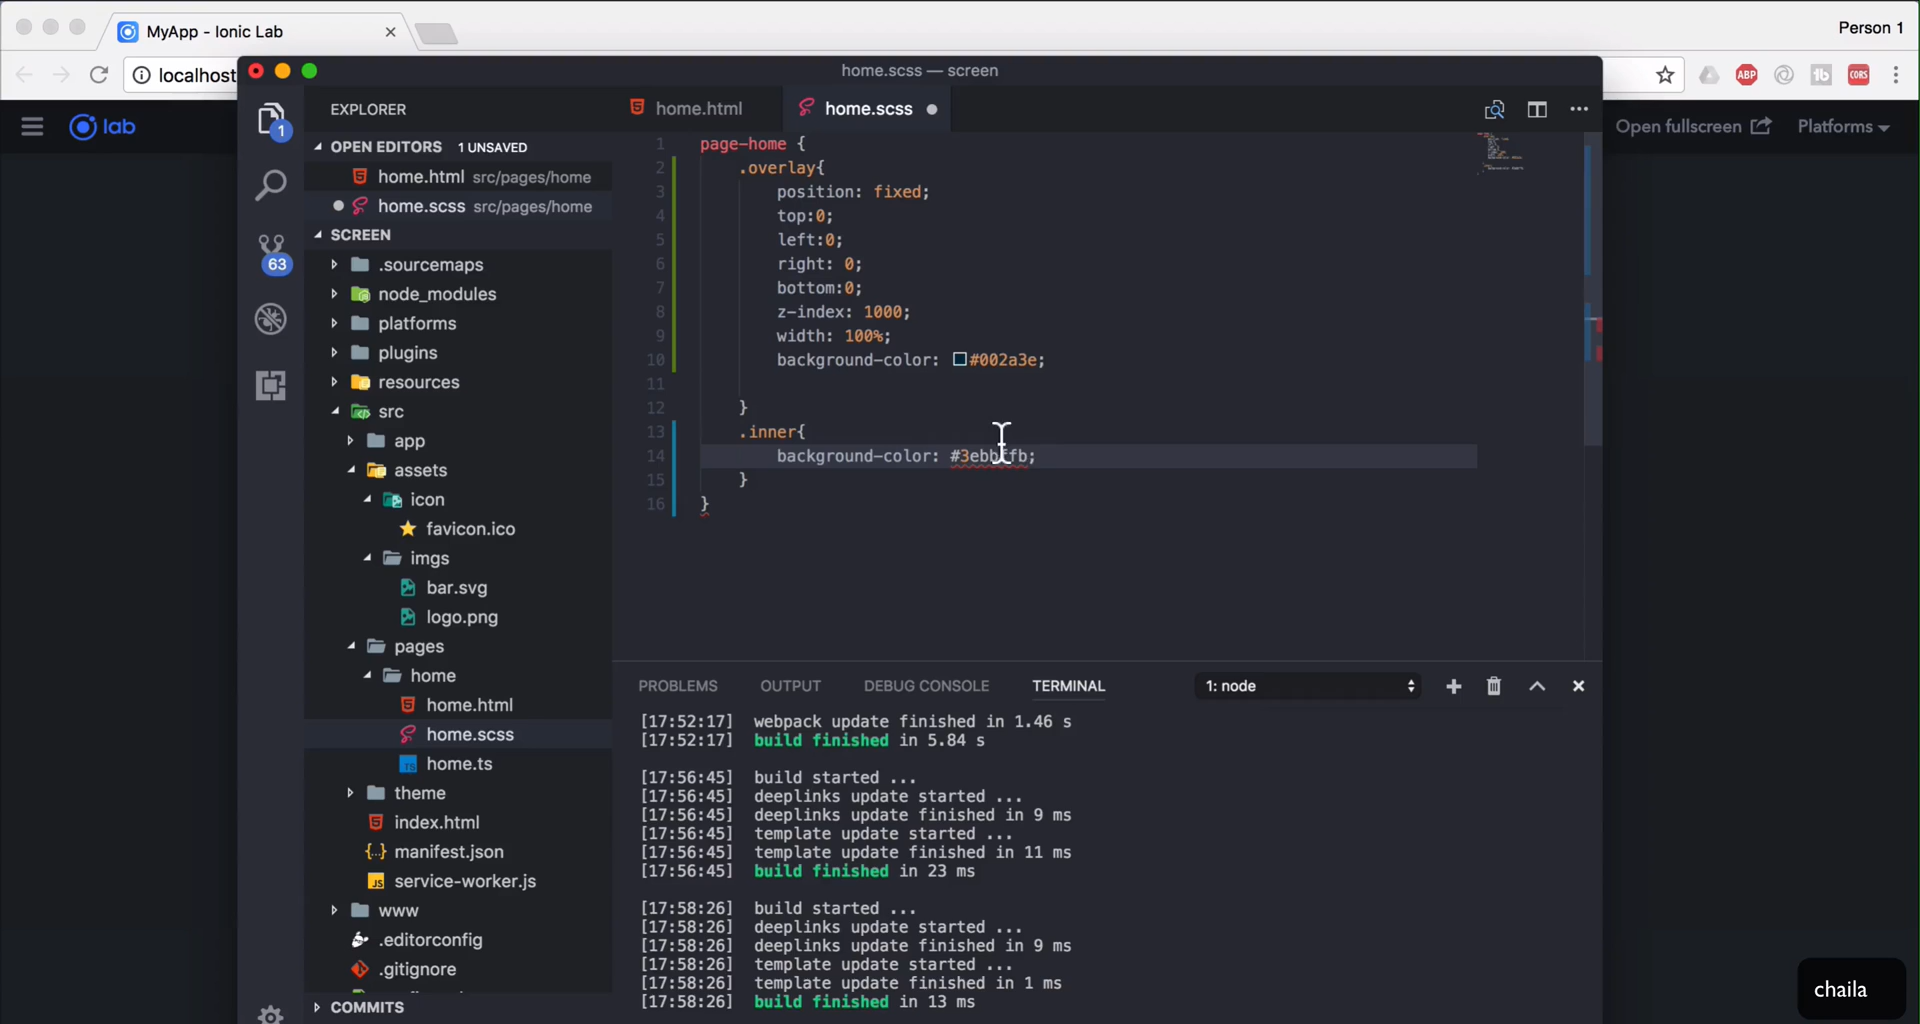 MyApp - Ionic Lab
Person 1
localhost
home.scss — screen
ABP
CORS
lab
Open fullscreen
Platforms
EXPLORER
home.html
home.scss
OPEN EDITORS 1 UNSAVED
home.html src/pages/home
home.scss src/pages/home
SCREEN
.sourcemaps
node_modules
platforms
plugins
resources
src
app
assets
icon
favicon.ico
imgs
bar.svg
logo.png
pages
home
home.html
home.scss
home.ts
theme
index.html
manifest.json
service-worker.js
www
.editorconfig
.gitignore
COMMITS
1
63
1 page-home {
2 .overlay{
3 position: fixed;
4 top:0;
5 left:0;
6 right: 0;
7 bottom:0;
8 z-index: 1000;
9 width: 100%;
10 background-color: #002a3e;
11
12 }
13 .inner{
14 background-color: #3ebbffb;
15 }
16 }
PROBLEMS OUTPUT DEBUG CONSOLE TERMINAL 1: node
[17:52:17] webpack update finished in 1.46 s
[17:52:17] build finished in 5.84 s
[17:56:45] build started ...
[17:56:45] deeplinks update started ...
[17:56:45] deeplinks update finished in 9 ms
[17:56:45] template update started ...
[17:56:45] template update finished in 11 ms
[17:56:45] build finished in 23 ms
[17:58:26] build started ...
[17:58:26] deeplinks update started ...
[17:58:26] deeplinks update finished in 9 ms
[17:58:26] template update started ...
[17:58:26] template update finished in 1 ms
[17:58:26] build finished in 13 ms
chaila